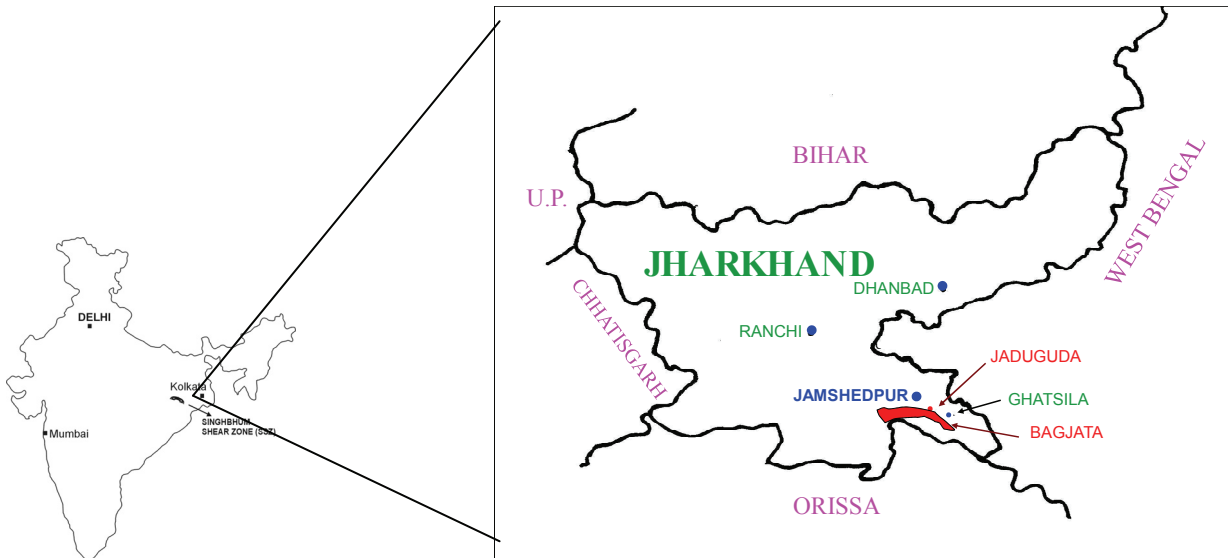 DELHI
Kolkata
Mumbai
SINGHBHUM
SHEAR ZONE (SSZ)
BIHAR
U.P.
WEST BENGAL
JHARKHAND
DHANBAD
CHHATISGARH
RANCHI
JADUGUDA
JAMSHEDPUR
GHATSILA
BAGJATA
ORISSA